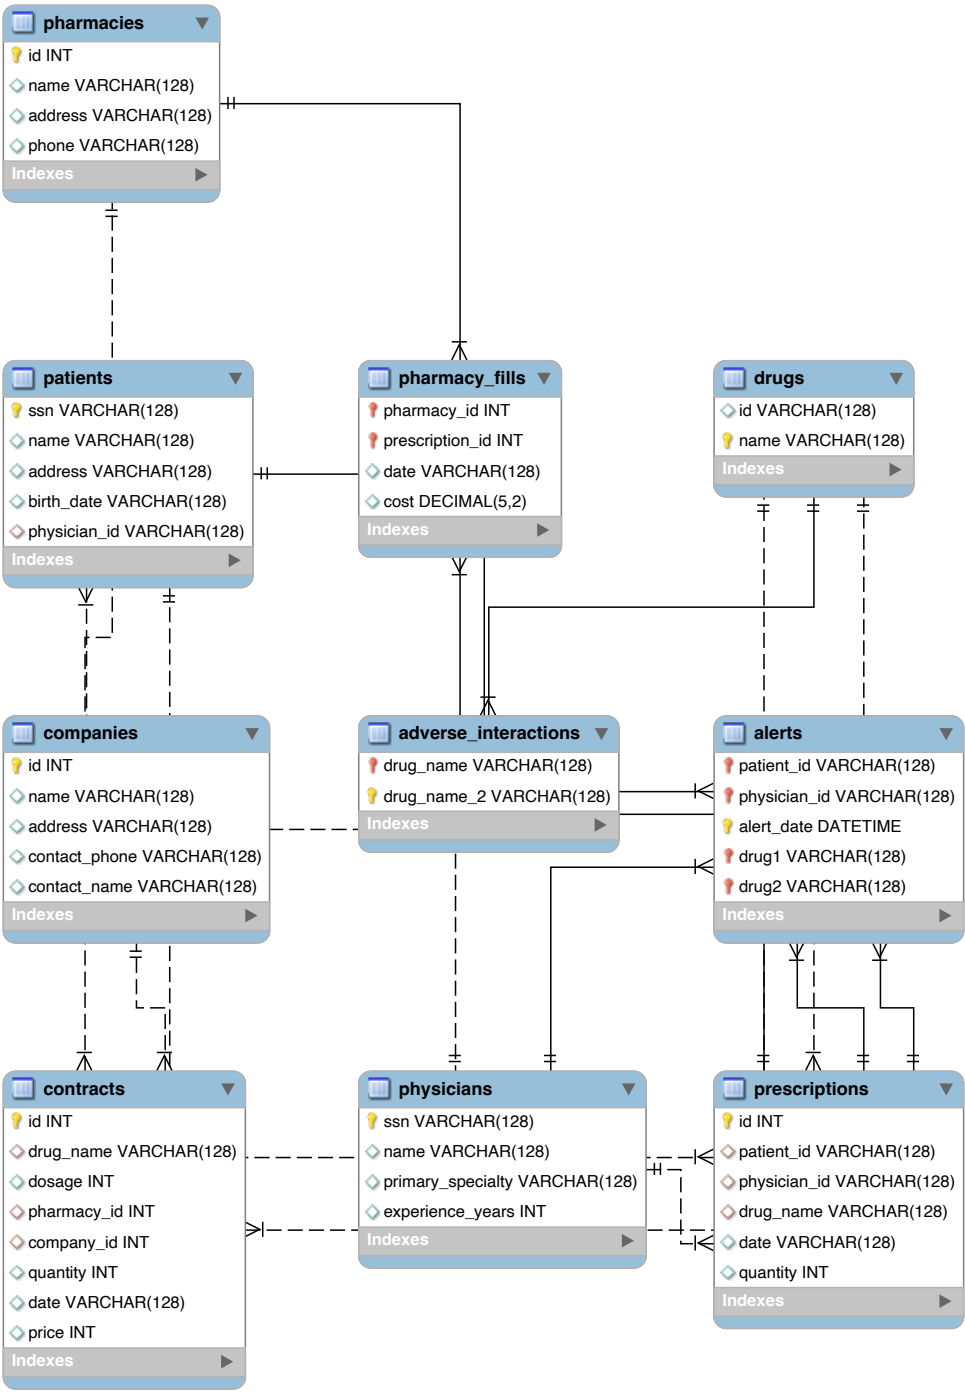 pharmacies
id INT
name VARCHAR(128)
address VARCHAR(128)
phone VARCHAR(128)
Indexes
patients
ssn VARCHAR(128)
name VARCHAR(128)
address VARCHAR(128)
birth_date VARCHAR(128)
physician_id VARCHAR(128)
Indexes
pharmacy_fills
pharmacy_id INT
prescription_id INT
date VARCHAR(128)
cost DECIMAL(5,2)
Indexes
drugs
id VARCHAR(128)
name VARCHAR(128)
Indexes
companies
id INT
name VARCHAR(128)
address VARCHAR(128)
contact_phone VARCHAR(128)
contact_name VARCHAR(128)
Indexes
adverse_interactions
drug_name VARCHAR(128)
drug_name_2 VARCHAR(128)
Indexes
alerts
patient_id VARCHAR(128)
physician_id VARCHAR(128)
alert_date DATETIME
drug1 VARCHAR(128)
drug2 VARCHAR(128)
Indexes
contracts
id INT
drug_name VARCHAR(128)
dosage INT
pharmacy_id INT
company_id INT
quantity INT
date VARCHAR(128)
price INT
Indexes
physicians
ssn VARCHAR(128)
name VARCHAR(128)
primary_specialty VARCHAR(128)
experience_years INT
Indexes
prescriptions
id INT
patient_id VARCHAR(128)
physician_id VARCHAR(128)
drug_name VARCHAR(128)
date VARCHAR(128)
quantity INT
Indexes